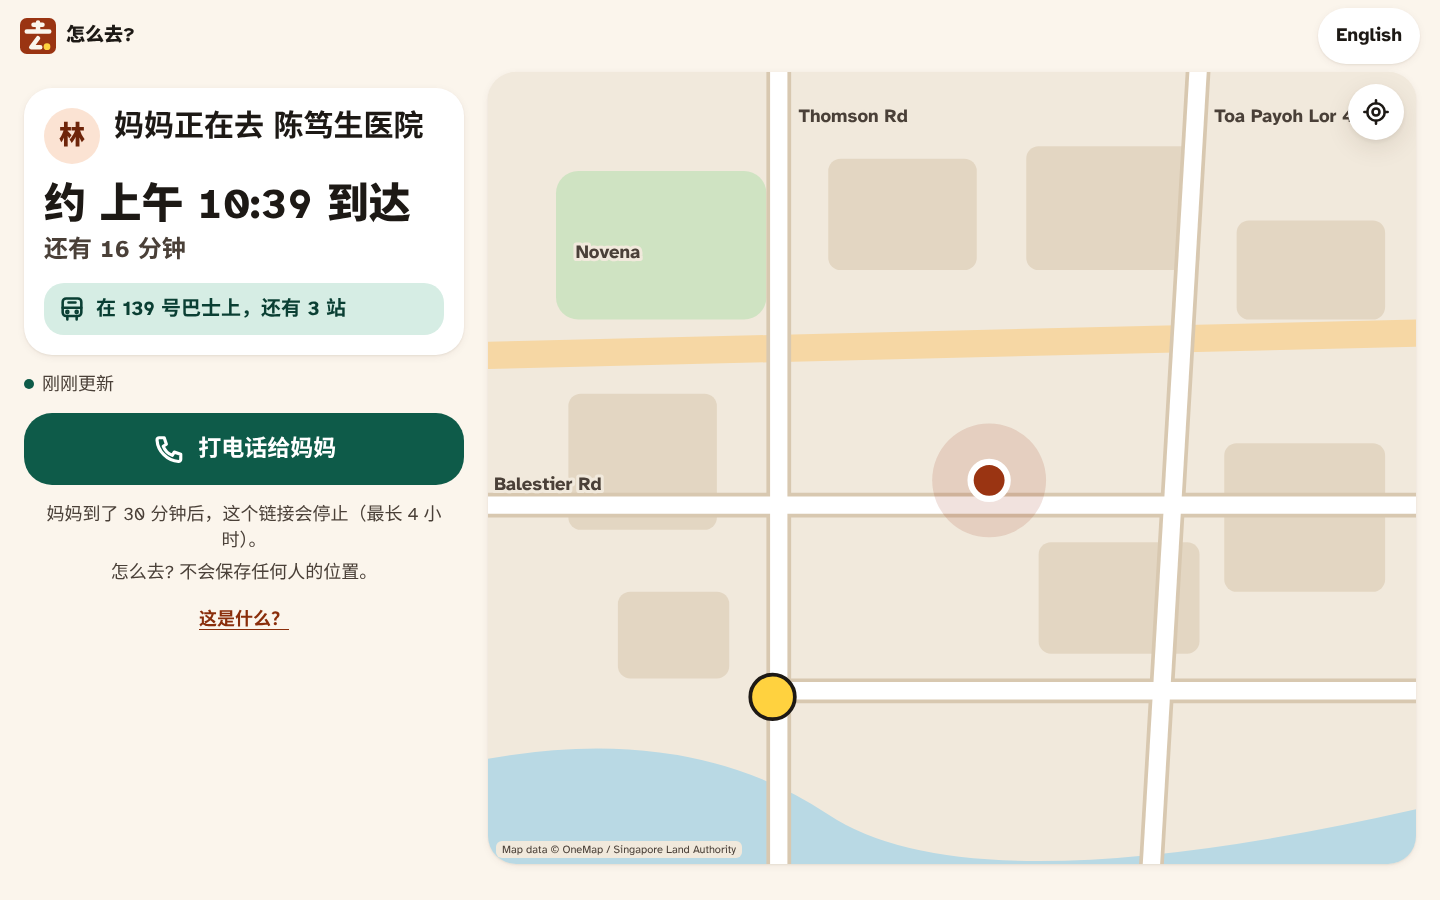 去
怎么去?
English
林
妈妈正在去 陈笃生医院
约 上午 10:39 到达
还有 16 分钟
在 139 号巴士上，还有 3 站
刚刚更新
打电话给妈妈
妈妈到了 30 分钟后，这个链接会停止（最长 4 小
时）。
怎么去? 不会保存任何人的位置。
这是什么？
Thomson Rd
Toa Payoh Lor
Novena
Balestier Rd
Map data © OneMap / Singapore Land Authority